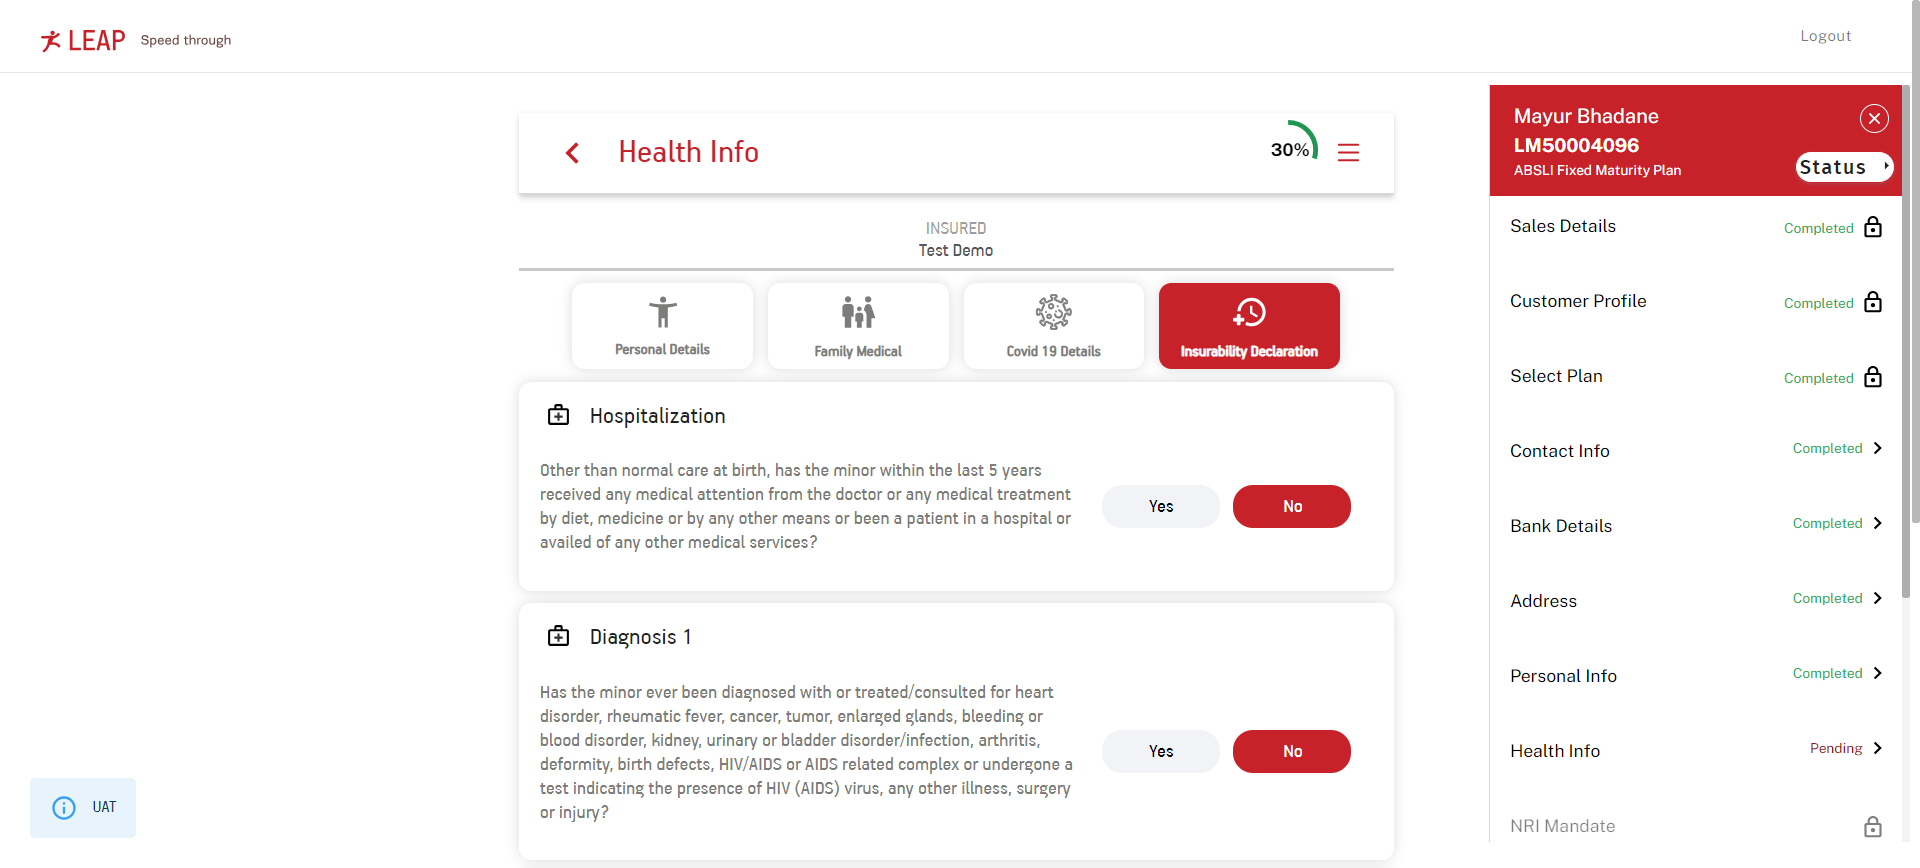 LEAP Speed through
Logout
Health Info
30%
INSURED
Test Demo
Personal Details
Family Medical
Covid 19 Details
Insurability Declaration
Hospitalization
Other than normal care at birth, has the minor within the last 5 years
received any medical attention from the doctor or any medical treatment
by diet, medicine or by any other means or been a patient in a hospital or
availed of any other medical services?
Yes
No
Diagnosis 1
Has the minor ever been diagnosed with or treated/consulted for heart
disorder, rheumatic fever, cancer, tumor, enlarged glands, bleeding or
blood disorder, kidney, urinary or bladder disorder/infection, arthritis,
deformity, birth defects, HIV/AIDS or AIDS related complex or undergone a
test indicating the presence of HIV (AIDS) virus, any other illness, surgery
or injury?
Yes
No
UAT
Mayur Bhadane
LM50004096
ABSLI Fixed Maturity Plan
Status
Sales Details Completed
Customer Profile Completed
Select Plan Completed
Contact Info Completed
Bank Details Completed
Address Completed
Personal Info Completed
Health Info Pending
NRI Mandate